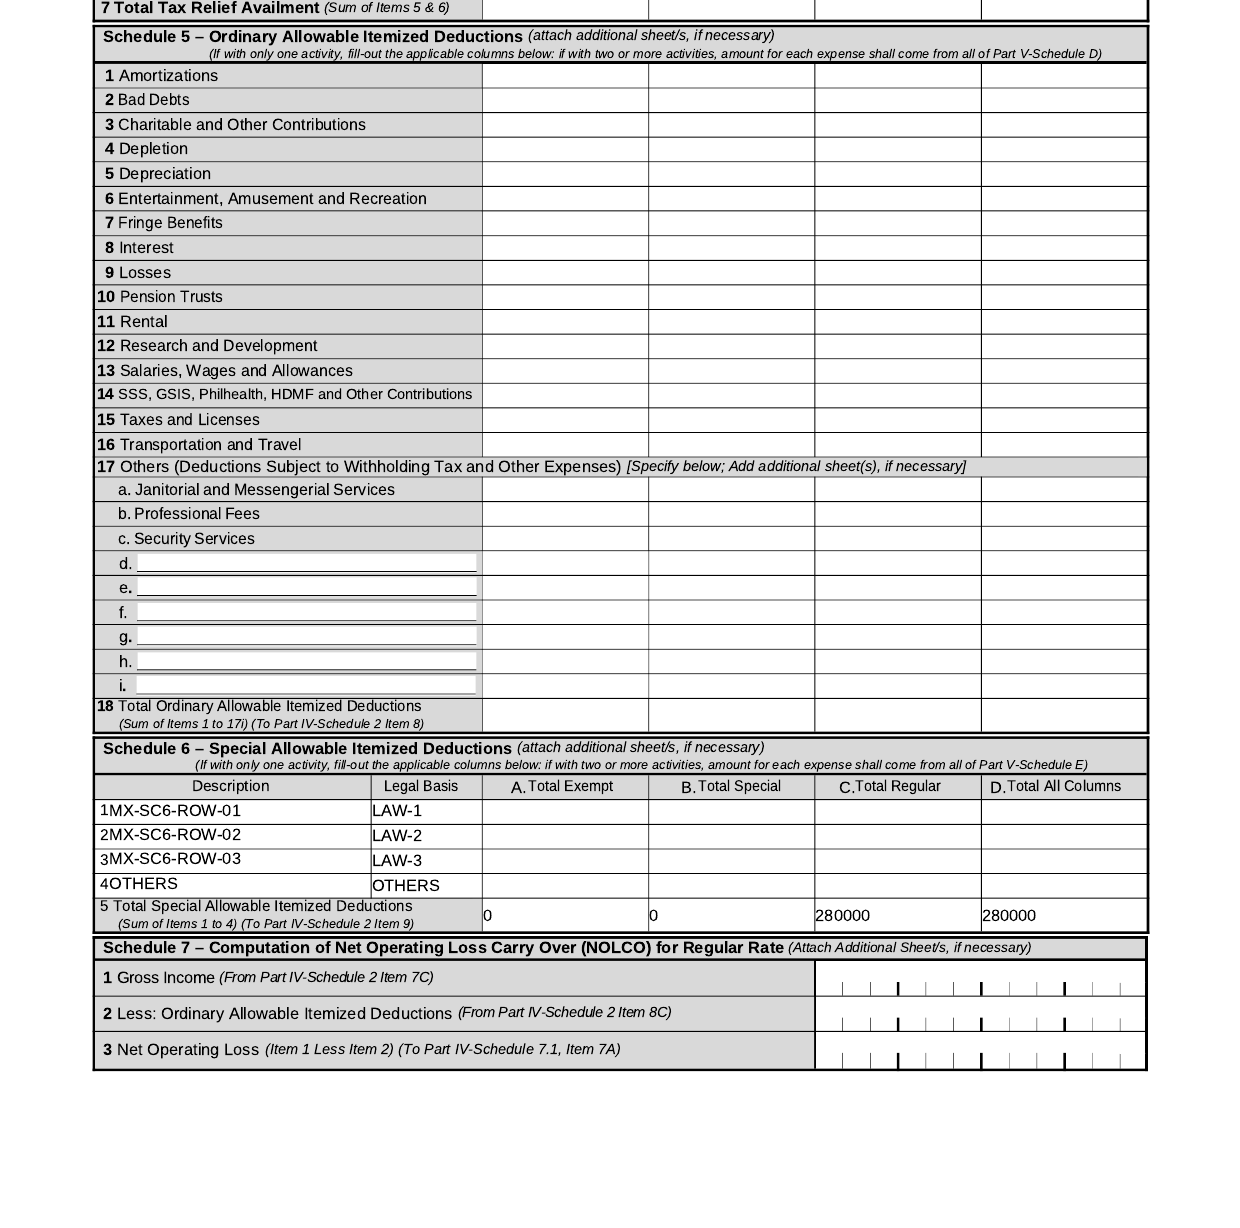 7 Total Tax Relief Availment (Sum of Items 5 & 6)
Schedule 5 – Ordinary Allowable Itemized Deductions (attach additional sheet/s, if necessary)
(If with only one activity, fill-out the applicable columns below: if with two or more activities, amount for each expense shall come from all of Part V-Schedule D)
1 Amortizations
2 Bad Debts
3 Charitable and Other Contributions
4 Depletion
5 Depreciation
6 Entertainment, Amusement and Recreation
7 Fringe Benefits
8 Interest
9 Losses
10 Pension Trusts
11 Rental
12 Research and Development
13 Salaries, Wages and Allowances
14 SSS, GSIS, Philhealth, HDMF and Other Contributions
15 Taxes and Licenses
16 Transportation and Travel
17 Others (Deductions Subject to Withholding Tax and Other Expenses) [Specify below; Add additional sheet(s), if necessary]
a. Janitorial and Messengerial Services
b. Professional Fees
c. Security Services
d.
e.
f.
g.
h.
i.
18 Total Ordinary Allowable Itemized Deductions
(Sum of Items 1 to 17i) (To Part IV-Schedule 2 Item 8)
Schedule 6 – Special Allowable Itemized Deductions (attach additional sheet/s, if necessary)
(If with only one activity, fill-out the applicable columns below: if with two or more activities, amount for each expense shall come from all of Part V-Schedule E)
Description Legal Basis A. Total Exempt B. Total Special C. Total Regular D. Total All Columns
1 MX-SC6-ROW-01 LAW-1
2 MX-SC6-ROW-02 LAW-2
3 MX-SC6-ROW-03 LAW-3
4 OTHERS OTHERS
5 Total Special Allowable Itemized Deductions
(Sum of Items 1 to 4) (To Part IV-Schedule 2 Item 9) 0 0 280000 280000
Schedule 7 – Computation of Net Operating Loss Carry Over (NOLCO) for Regular Rate (Attach Additional Sheet/s, if necessary)
1 Gross Income (From Part IV-Schedule 2 Item 7C)
2 Less: Ordinary Allowable Itemized Deductions (From Part IV-Schedule 2 Item 8C)
3 Net Operating Loss (Item 1 Less Item 2) (To Part IV-Schedule 7.1, Item 7A)